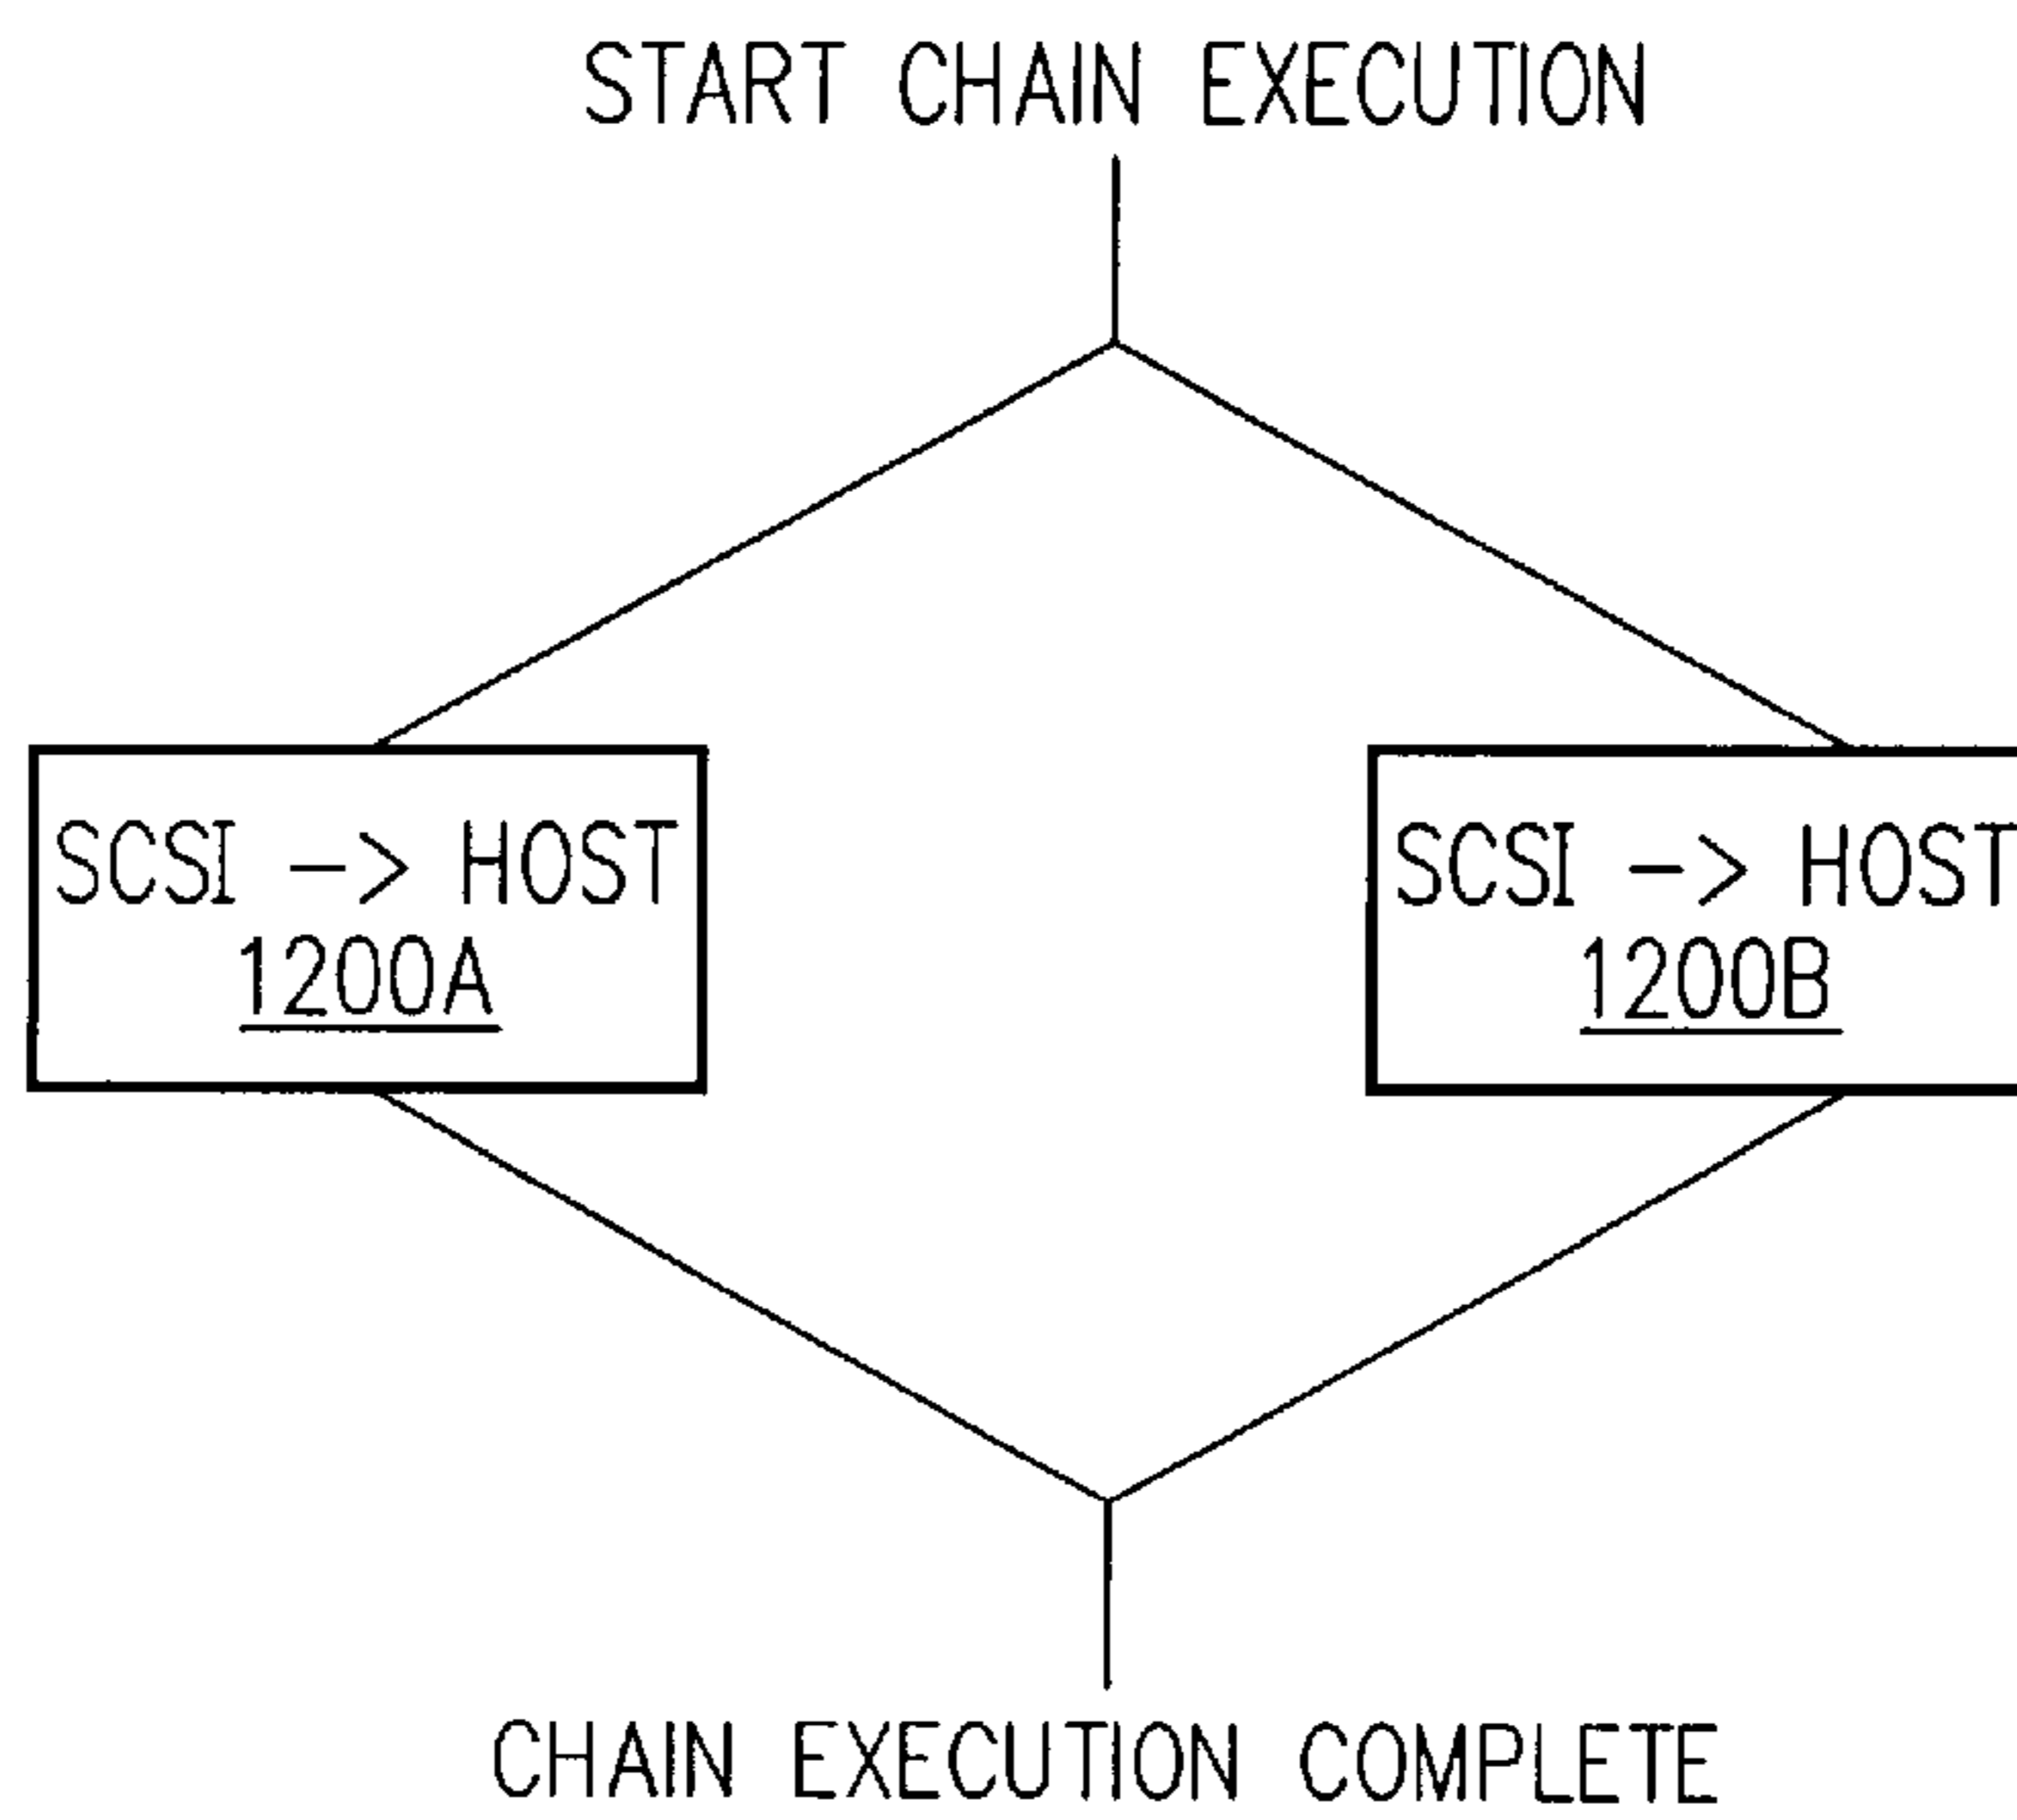 START CHAIN EXECUTION
SCSI -> HOST
1200A
SCSI -> HOST
1200B
CHAIN EXECUTION COMPLETE